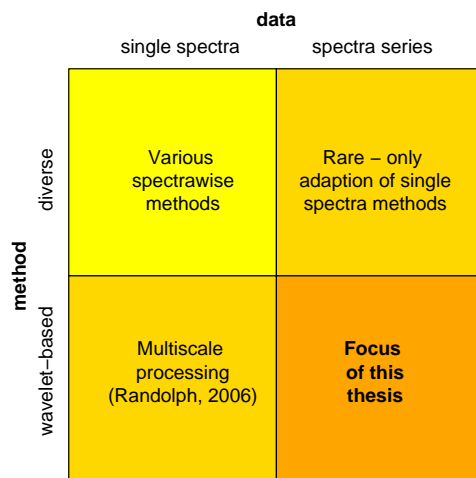 data
single spectra
spectra series
method
diverse
Various
spectrawise
methods
Rare – only
adaption of single
spectra methods
wavelet–based
Multiscale
processing
(Randolph, 2006)
Focus
of this
thesis